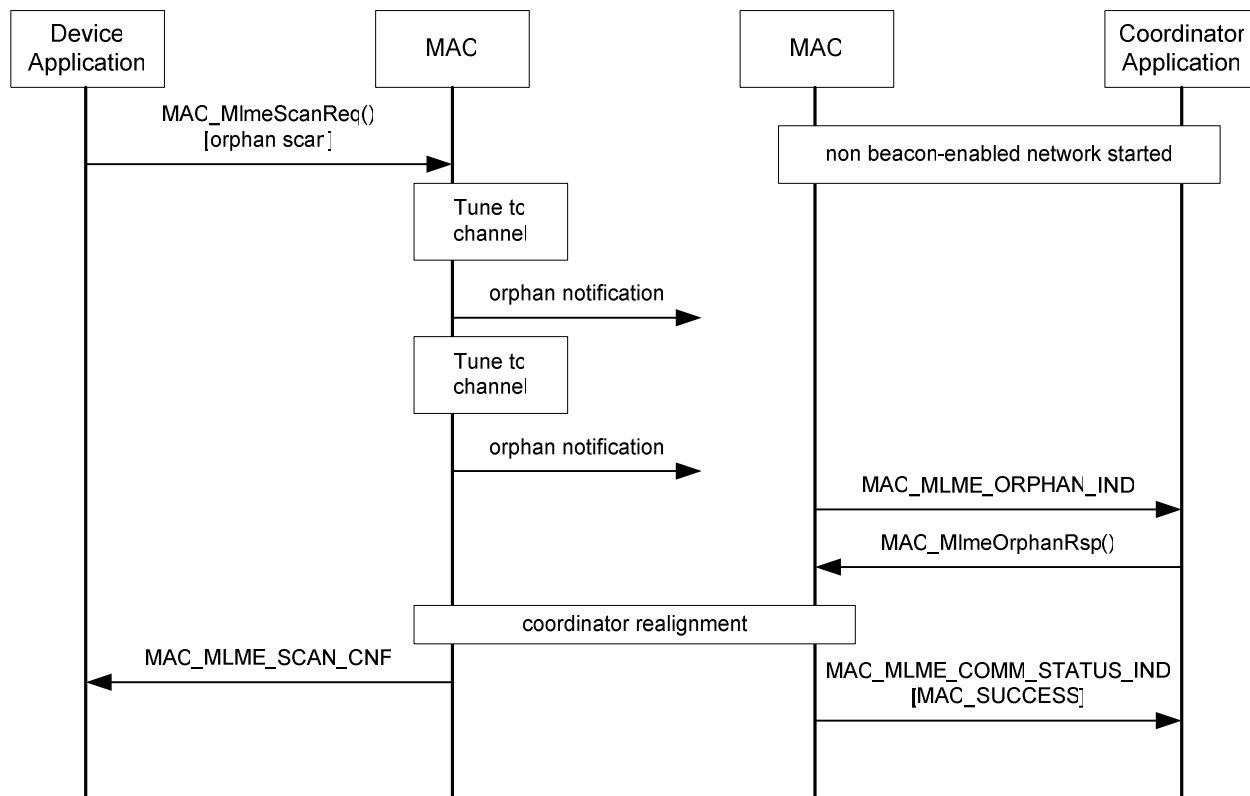 Device
Application
MAC
MAC
Coordinator
Application
MAC_MlmeScanReq()
[orphan scan]
non beacon-enabled network started
Tune to
channel
orphan notification
Tune to
channel
orphan notification
MAC_MLME_ORPHAN_IND
MAC_MlmeOrphanRsp()
coordinator realignment
MAC_MLME_SCAN_CNF
MAC_MLME_COMM_STATUS_IND
[MAC_SUCCESS]